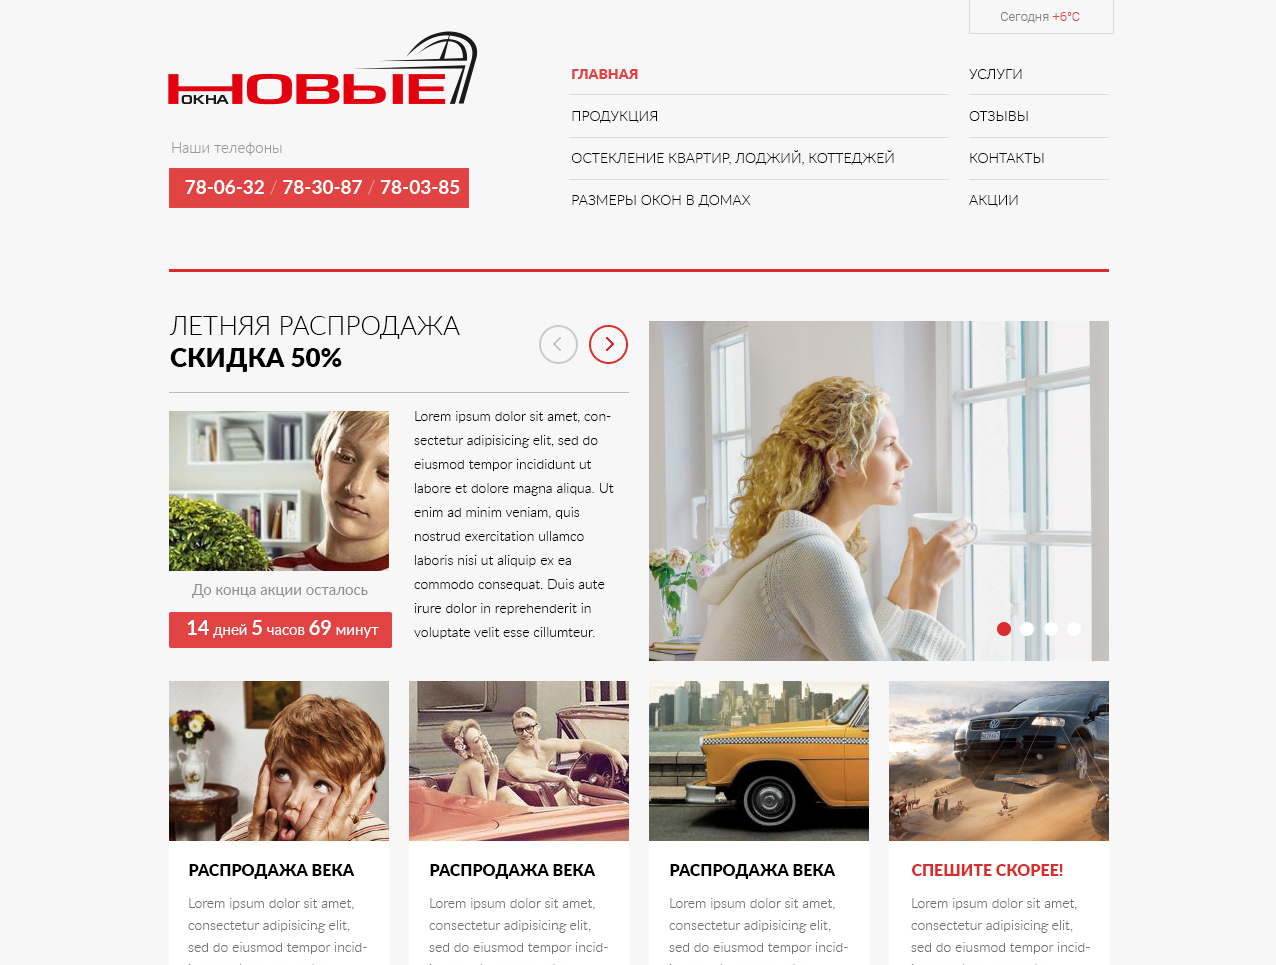 Сегодня +6°C
НОВЫЕ
ОКНА
Наши телефоны
78-06-32 / 78-30-87 / 78-03-85
ГЛАВНАЯ
ПРОДУКЦИЯ
ОСТЕКЛЕНИЕ КВАРТИР, ЛОДЖИЙ, КОТТЕДЖЕЙ
РАЗМЕРЫ ОКОН В ДОМАХ
УСЛУГИ
ОТЗЫВЫ
КОНТАКТЫ
АКЦИИ
ЛЕТНЯЯ РАСПРОДАЖА
СКИДКА 50%
Lorem ipsum dolor sit amet, con-
sectetur adipisicing elit, sed do
eiusmod tempor incididunt ut
labore et dolore magna aliqua. Ut
enim ad minim veniam, quis
nostrud exercitation ullamco
laboris nisi ut aliquip ex ea
commodo consequat. Duis aute
irure dolor in reprehenderit in
voluptate velit esse cillumteur.
До конца акции осталось
14 дней 5 часов 69 минут
РАСПРОДАЖА ВЕКА
Lorem ipsum dolor sit amet,
consectetur adipisicing elit,
sed do eiusmod tempor incid-
РАСПРОДАЖА ВЕКА
Lorem ipsum dolor sit amet,
consectetur adipisicing elit,
sed do eiusmod tempor incid-
РАСПРОДАЖА ВЕКА
Lorem ipsum dolor sit amet,
consectetur adipisicing elit,
sed do eiusmod tempor incid-
СПЕШИТЕ СКОРЕЕ!
Lorem ipsum dolor sit amet,
consectetur adipisicing elit,
sed do eiusmod tempor incid-